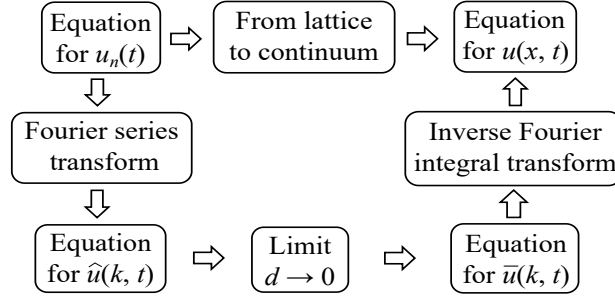 Equation
for uₙ(t)
From lattice
to continuum
Equation
for u(x, t)
Fourier series
transform
Inverse Fourier
integral transform
Equation
for û(k, t)
Limit
d → 0
Equation
for ū(k, t)